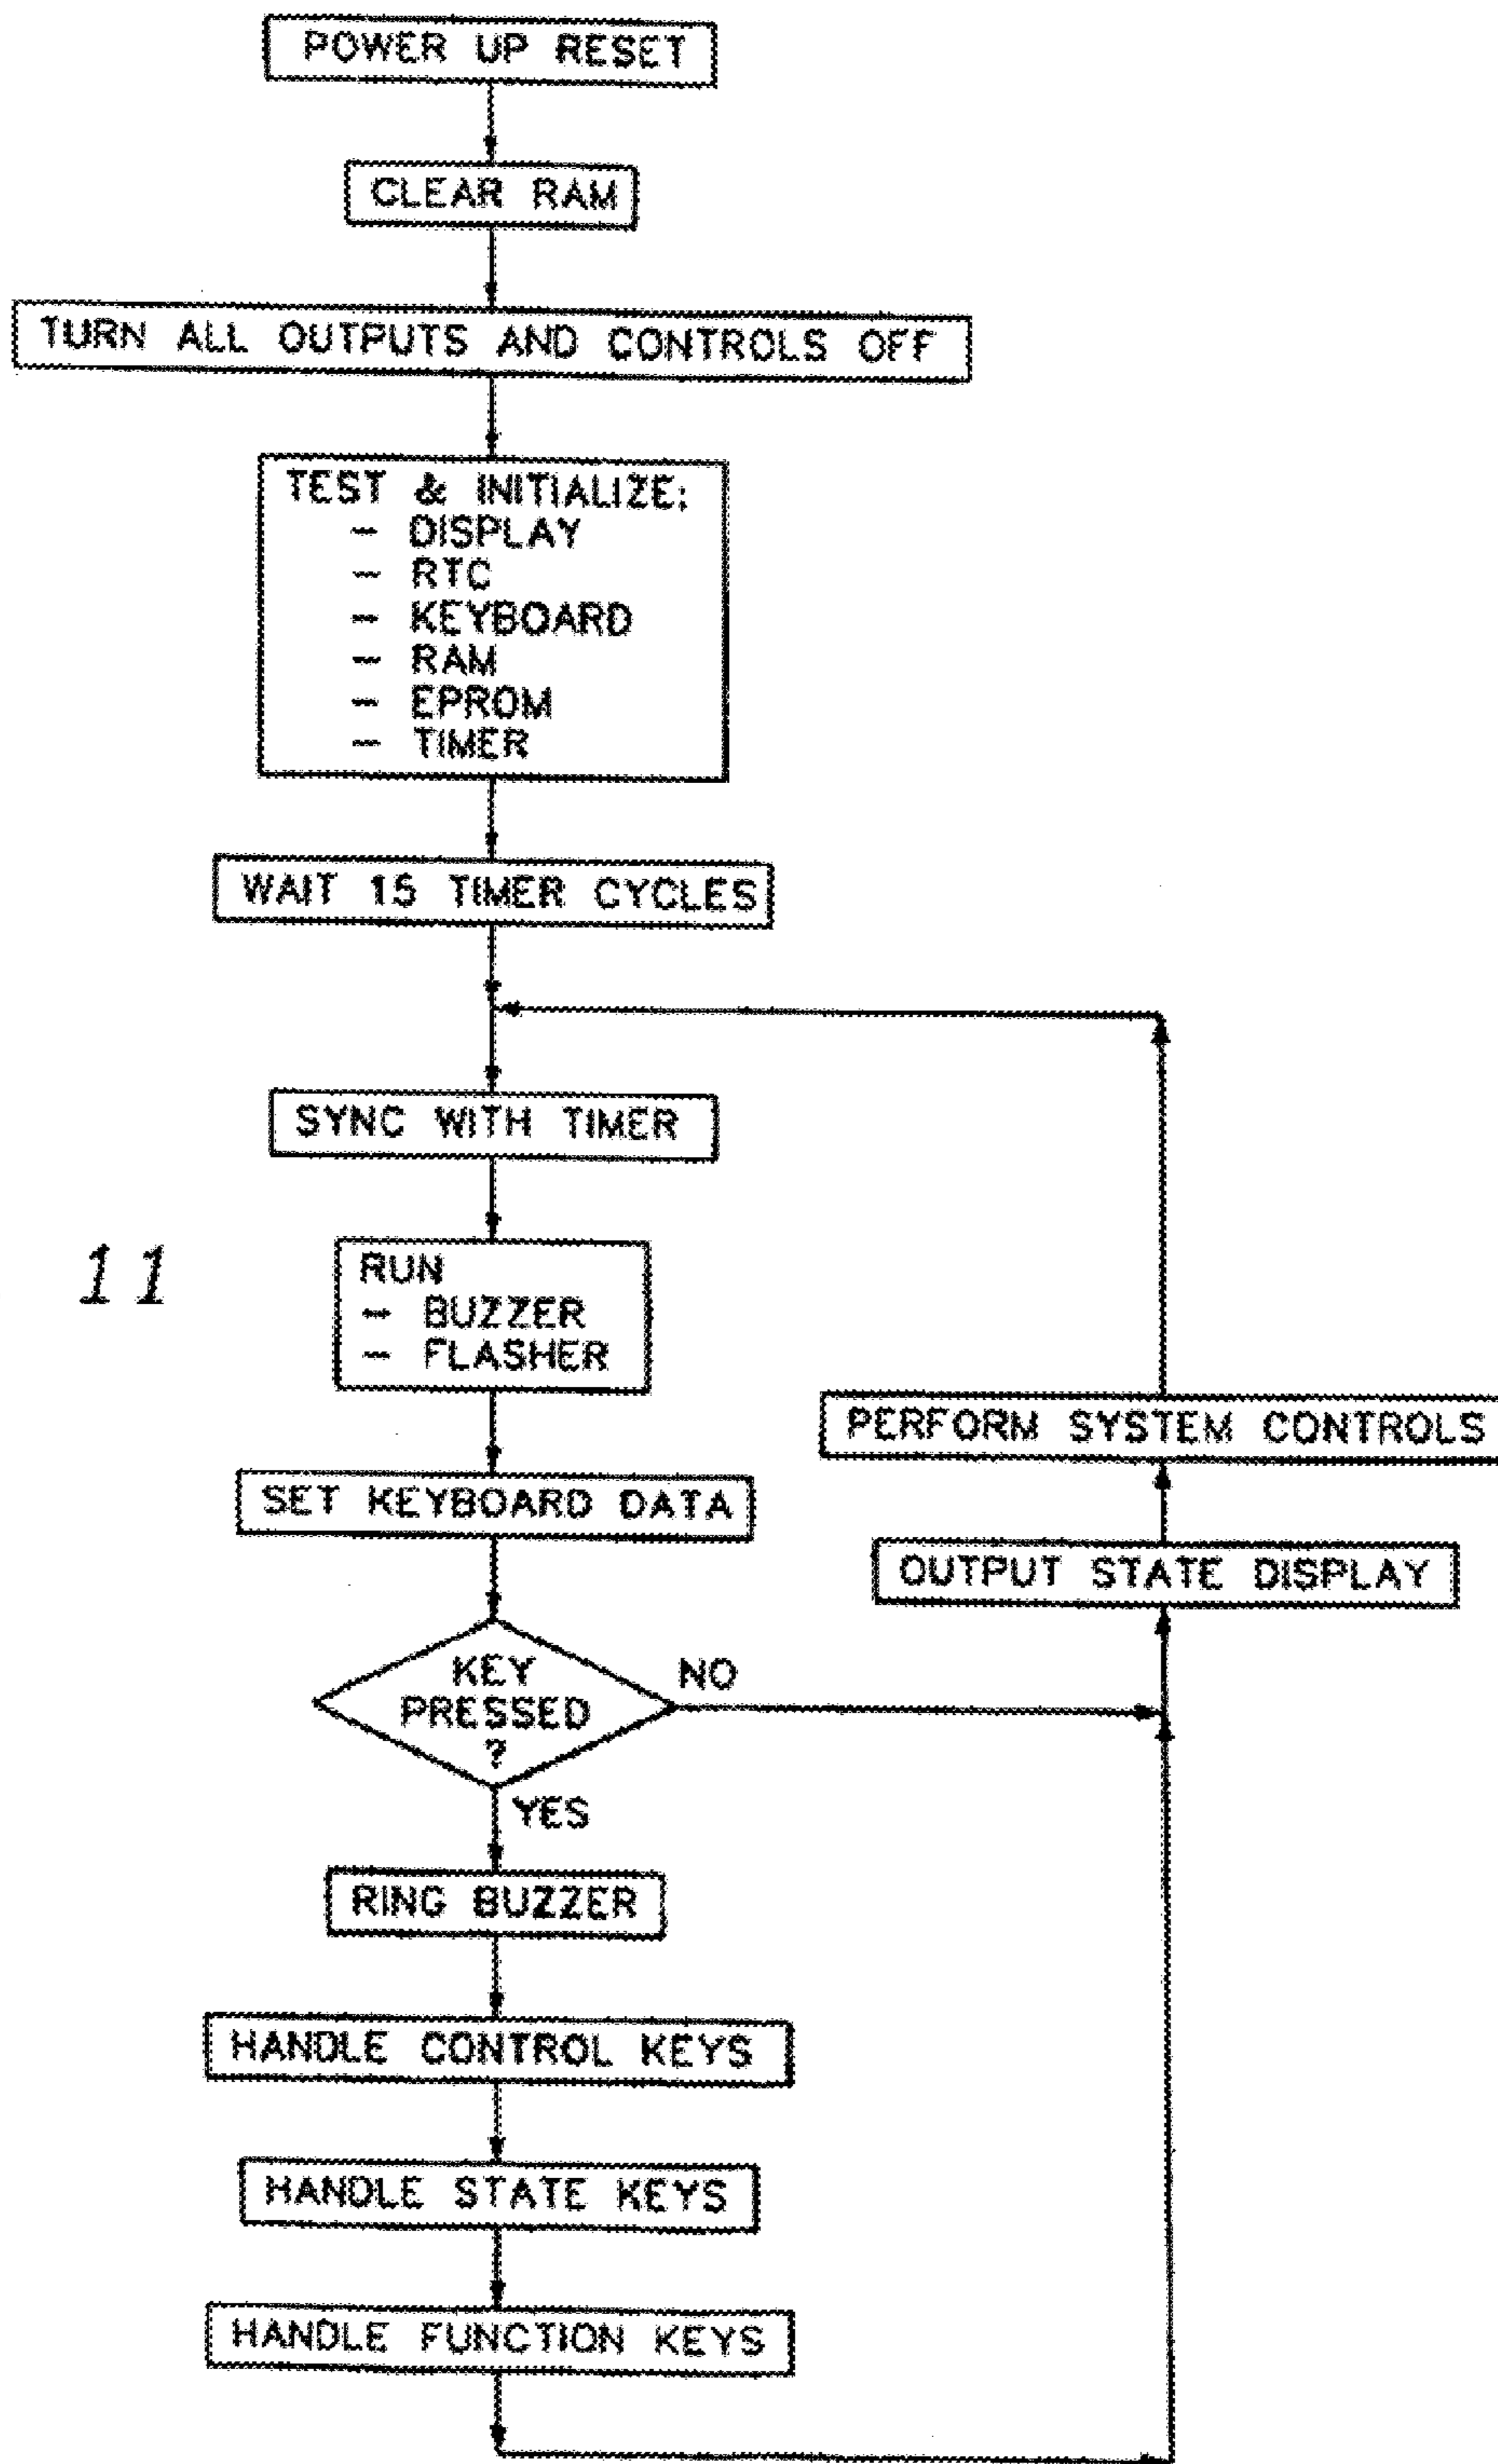 POWER UP RESET
CLEAR RAM
TURN ALL OUTPUTS AND CONTROLS OFF
TEST & INITIALIZE:
- DISPLAY
- RTC
- KEYBOARD
- RAM
- EPROM
- TIMER
WAIT 15 TIMER CYCLES
SYNC WITH TIMER
11
RUN
- BUZZER
- FLASHER
SET KEYBOARD DATA
KEY
PRESSED
?
NO
YES
RING BUZZER
HANDLE CONTROL KEYS
HANDLE STATE KEYS
HANDLE FUNCTION KEYS
PERFORM SYSTEM CONTROLS
OUTPUT STATE DISPLAY